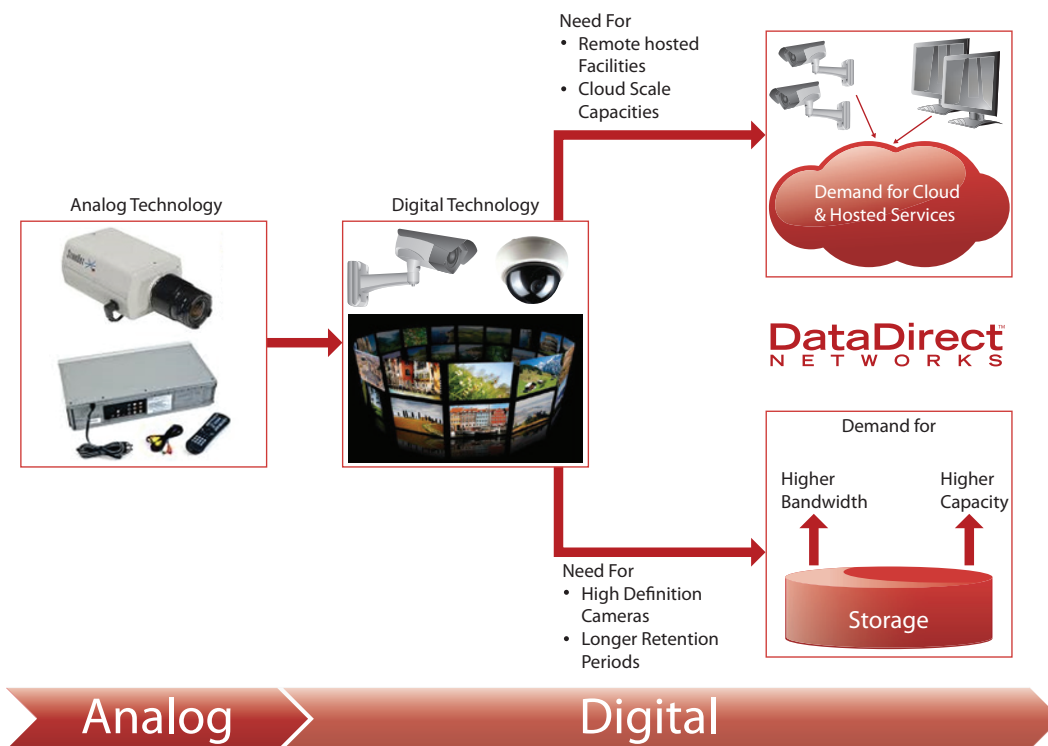 Need For
• Remote hosted
Facilities
• Cloud Scale
Capacities
Demand for Cloud
& Hosted Services
Analog Technology
Digital Technology
DataDirect™
NETWORKS
Demand for
Higher
Bandwidth
Higher
Capacity
Storage
Need For
• High Definition
Cameras
• Longer Retention
Periods
Analog
Digital